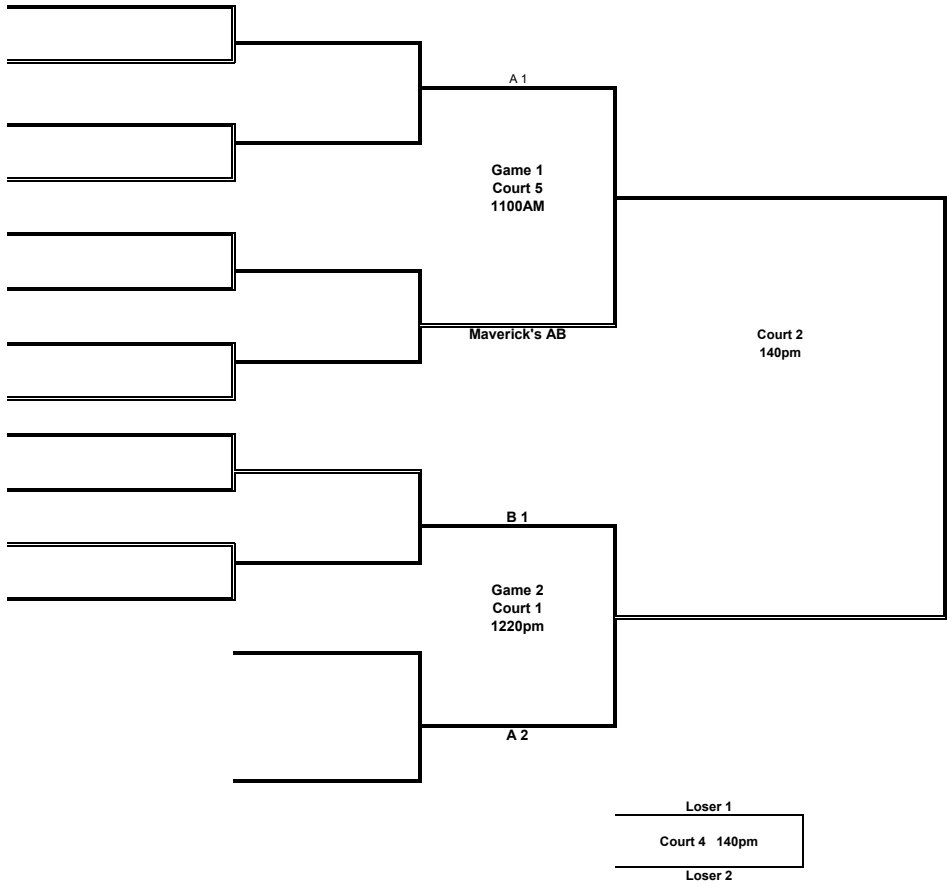 A 1
Game 1
Court 5
1100AM
Maverick's AB
Court 2
140pm
B 1
Game 2
Court 1
1220pm
A 2
Loser 1
Court 4 140pm
Loser 2